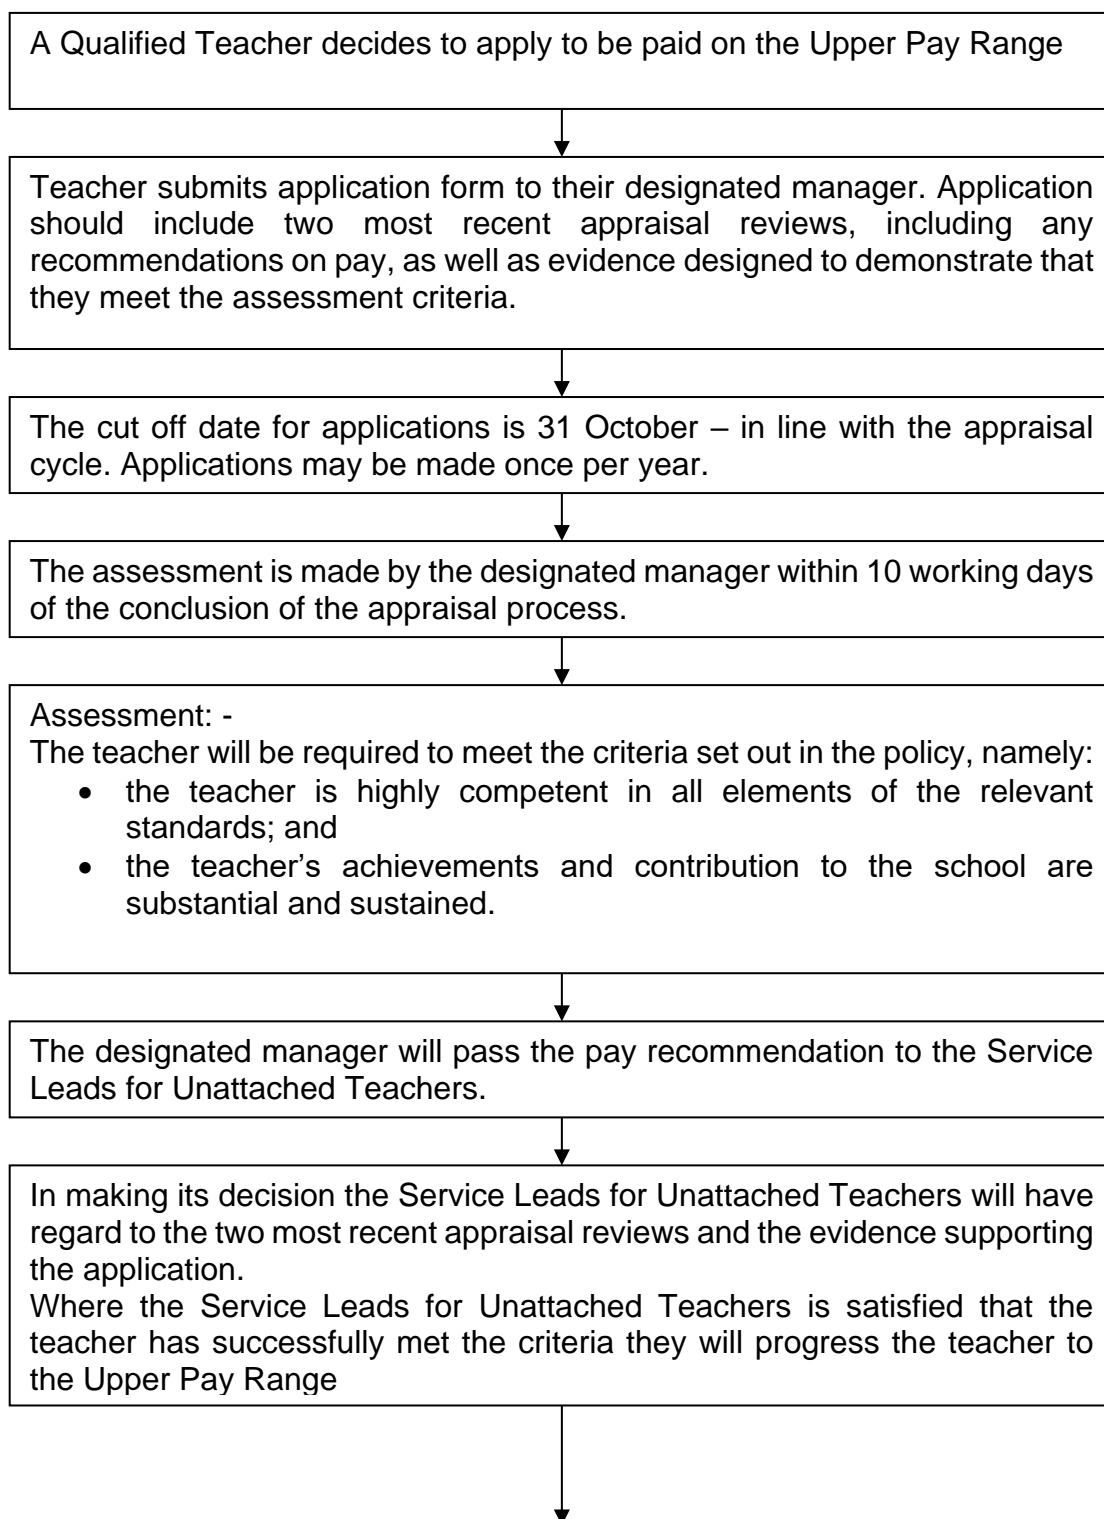 A Qualified Teacher decides to apply to be paid on the Upper Pay Range
Teacher submits application form to their designated manager. Application
should include two most recent appraisal reviews, including any
recommendations on pay, as well as evidence designed to demonstrate that
they meet the assessment criteria.
The cut off date for applications is 31 October – in line with the appraisal
cycle. Applications may be made once per year.
The assessment is made by the designated manager within 10 working days
of the conclusion of the appraisal process.
Assessment: -
The teacher will be required to meet the criteria set out in the policy, namely:
• the teacher is highly competent in all elements of the relevant
standards; and
• the teacher’s achievements and contribution to the school are
substantial and sustained.
The designated manager will pass the pay recommendation to the Service
Leads for Unattached Teachers.
In making its decision the Service Leads for Unattached Teachers will have
regard to the two most recent appraisal reviews and the evidence supporting
the application.
Where the Service Leads for Unattached Teachers is satisfied that the
teacher has successfully met the criteria they will progress the teacher to
the Upper Pay Range